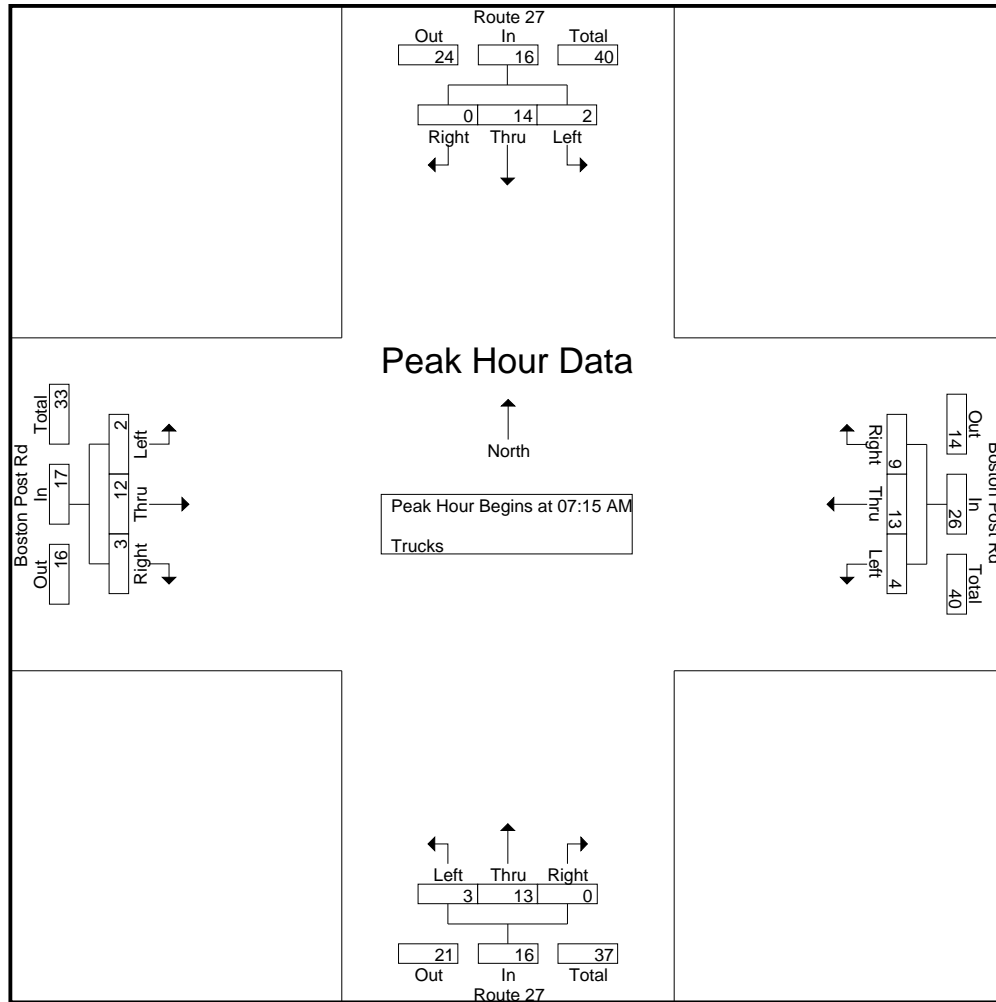 Route 27
Out In Total
24 16 40
0 14 2
Right Thru Left
Peak Hour Data
North
Peak Hour Begins at 07:15 AM
Trucks
Boston Post Rd
Out In Total
16 17 33
Left Thru Right
2 12 3
Boston Post Rd
Out In Total
14 26 40
Right Thru Left
9 13 4
Left Thru Right
3 13 0
21 16 37
Out In Total
Route 27